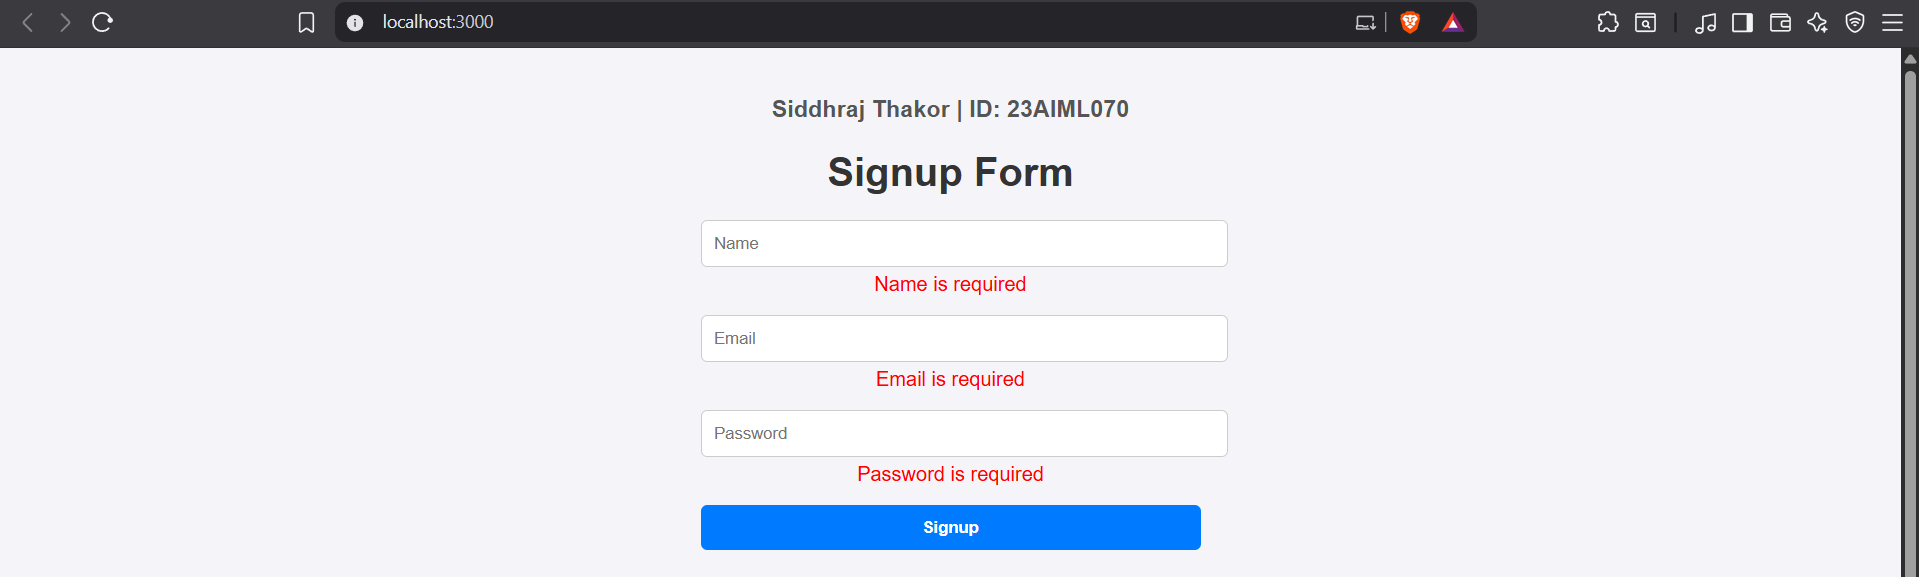 localhost:3000
Siddhraj Thakor | ID: 23AIML070
Signup Form
Name
Name is required
Email
Email is required
Password
Password is required
Signup